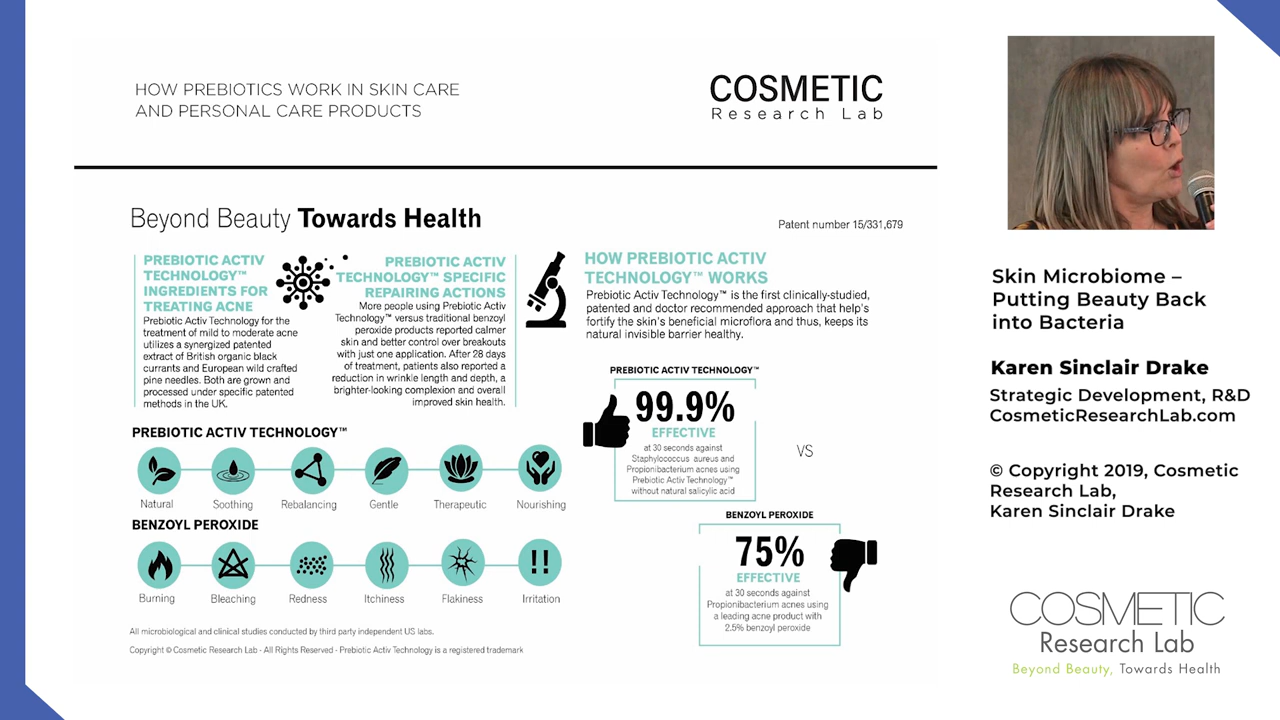 HOW PREBIOTICS WORK IN SKIN CARE
AND PERSONAL CARE PRODUCTS
COSMETIC
Research Lab
Beyond Beauty Towards Health
Patent number 15/331,679
PREBIOTIC ACTIV
TECHNOLOGY™
INGREDIENTS FOR
TREATING ACNE
Prebiotic Activ Technology for the
treatment of mild to moderate acne
utilizes a synergized patented
extract of British organic black
currants and European wild crafted
pine needles. Both are grown and
processed under specific patented
methods in the UK.
PREBIOTIC ACTIV
TECHNOLOGY™ SPECIFIC
REPAIRING ACTIONS
More people using Prebiotic Activ
Technology™ versus traditional benzoyl
peroxide products reported calmer
skin and better control over breakouts
with just one application. After 28 days
of treatment, patients also reported a
reduction in wrinkle length and depth, a
brighter-looking complexion and overall
improved skin health.
HOW PREBIOTIC ACTIV
TECHNOLOGY™ WORKS
Prebiotic Activ Technology™ is the first clinically-studied,
patented and doctor recommended approach that help's
fortify the skin's beneficial microflora and thus, keeps its
natural invisible barrier healthy.
PREBIOTIC ACTIV TECHNOLOGY™
Natural
Soothing
Rebalancing
Gentle
Therapeutic
Nourishing
BENZOYL PEROXIDE
Burning
Bleaching
Redness
Itchiness
Flakiness
!!
Irritation
PREBIOTIC ACTIV TECHNOLOGY™
99.9%
EFFECTIVE
at 30 seconds against
Staphylococcus aureus and
Propionibacterium acnes using
Prebiotic Activ Technology™
without natural salicylic acid
VS
BENZOYL PEROXIDE
75%
EFFECTIVE
at 30 seconds against
Propionibacterium acnes using
a leading acne product with
2.5% benzoyl peroxide
All microbiological and clinical studies conducted by third party independent US labs.
Copyright © Cosmetic Research Lab - All Rights Reserved - Prebiotic Activ Technology is a registered trademark
Skin Microbiome –
Putting Beauty Back
into Bacteria
Karen Sinclair Drake
Strategic Development, R&D
CosmeticResearchLab.com
© Copyright 2019, Cosmetic
Research Lab,
Karen Sinclair Drake
COSMETIC
Research Lab
Beyond Beauty, Towards Health